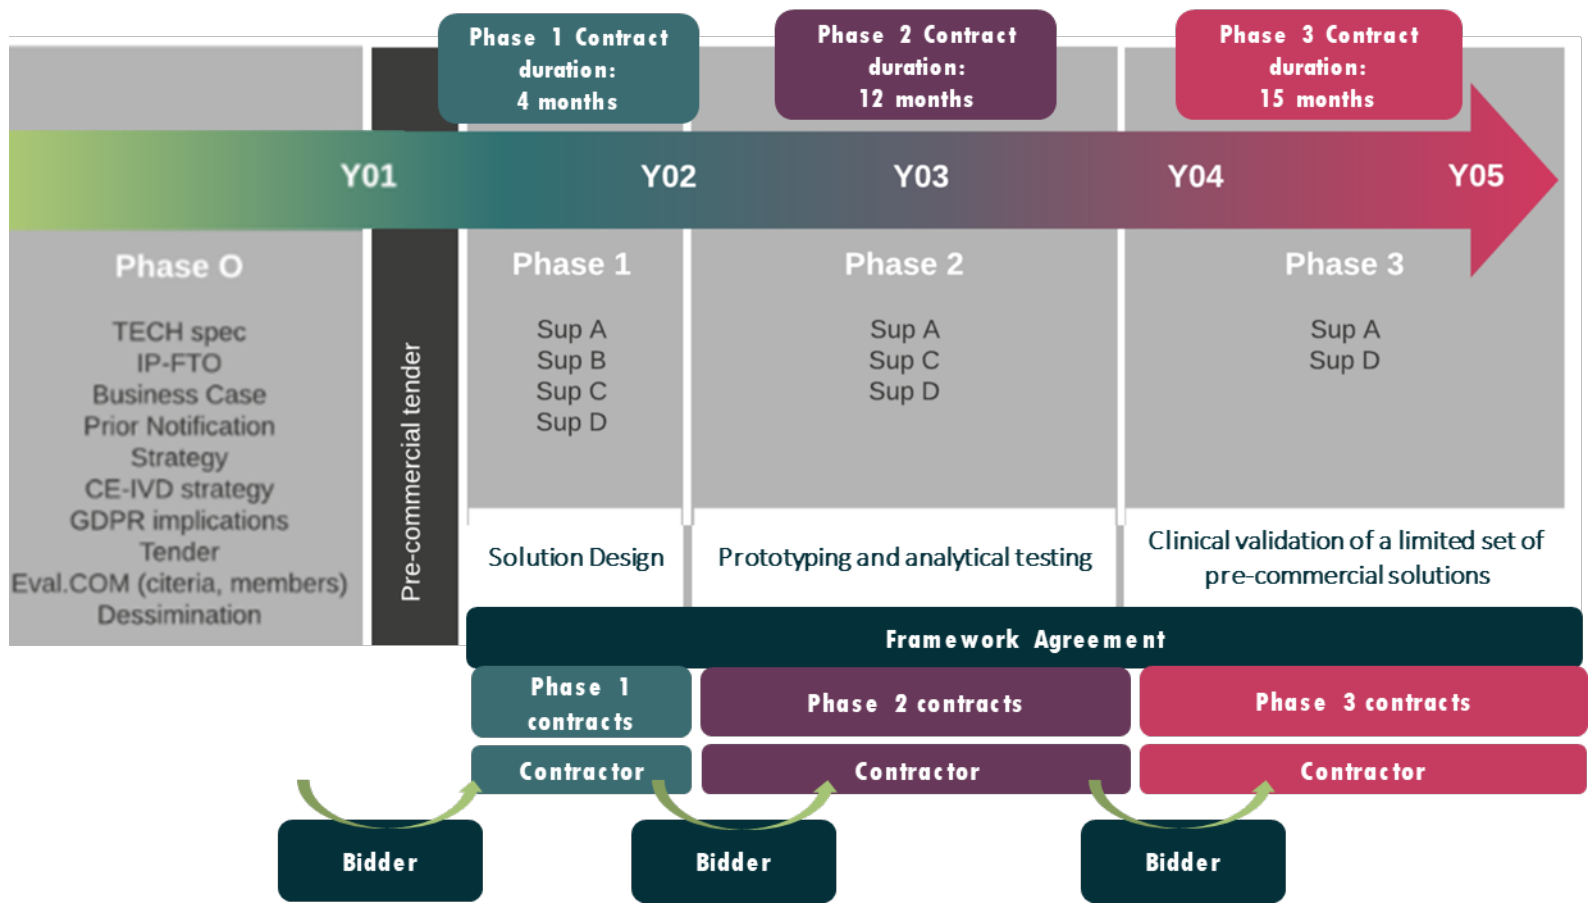 Phase 1 Contract
duration:
4 months
Phase 2 Contract
duration:
12 months
Phase 3 Contract
duration:
15 months
Y01
Y02
Y03
Y04
Y05
Phase O
TECH spec
IP-FTO
Business Case
Prior Notification
Strategy
CE-IVD strategy
GDPR implications
Tender
Eval.COM (citeria, members)
Dessimination
Pre-commercial tender
Phase 1
Sup A
Sup B
Sup C
Sup D
Phase 2
Sup A
Sup C
Sup D
Phase 3
Sup A
Sup D
Solution Design
Prototyping and analytical testing
Clinical validation of a limited set of
pre-commercial solutions
Framework Agreement
Phase 1
contracts
Phase 2 contracts
Phase 3 contracts
Contractor
Contractor
Contractor
Bidder
Bidder
Bidder